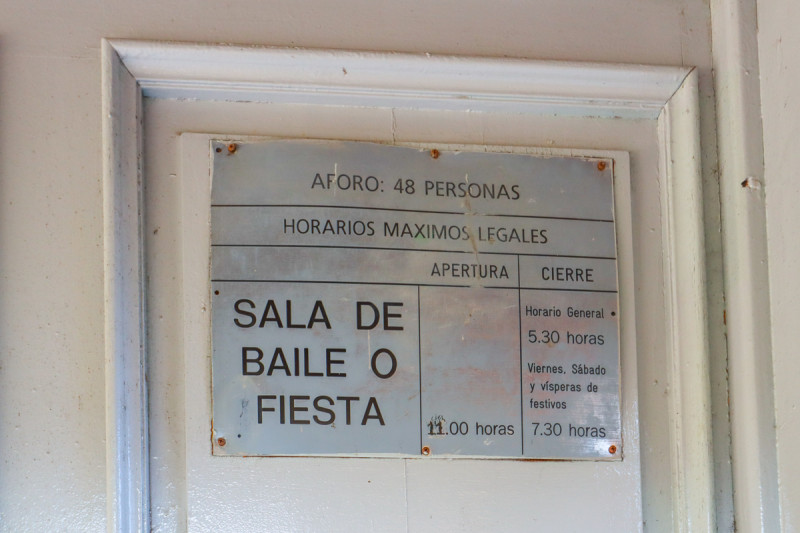 AFORO: 48 PERSONAS
HORARIOS MAXIMOS LEGALES
APERTURA CIERRE
SALA DE
BAILE O
FIESTA
11.00 horas
Horario General
5.30 horas
Viernes, Sábado
y vísperas de
festivos
7.30 horas